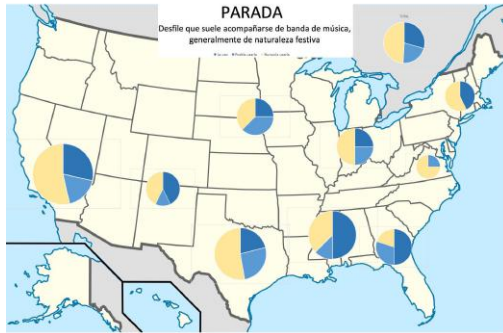 PARADA
Desfile que suele acompañarse de banda de música,
generalmente de naturaleza festiva